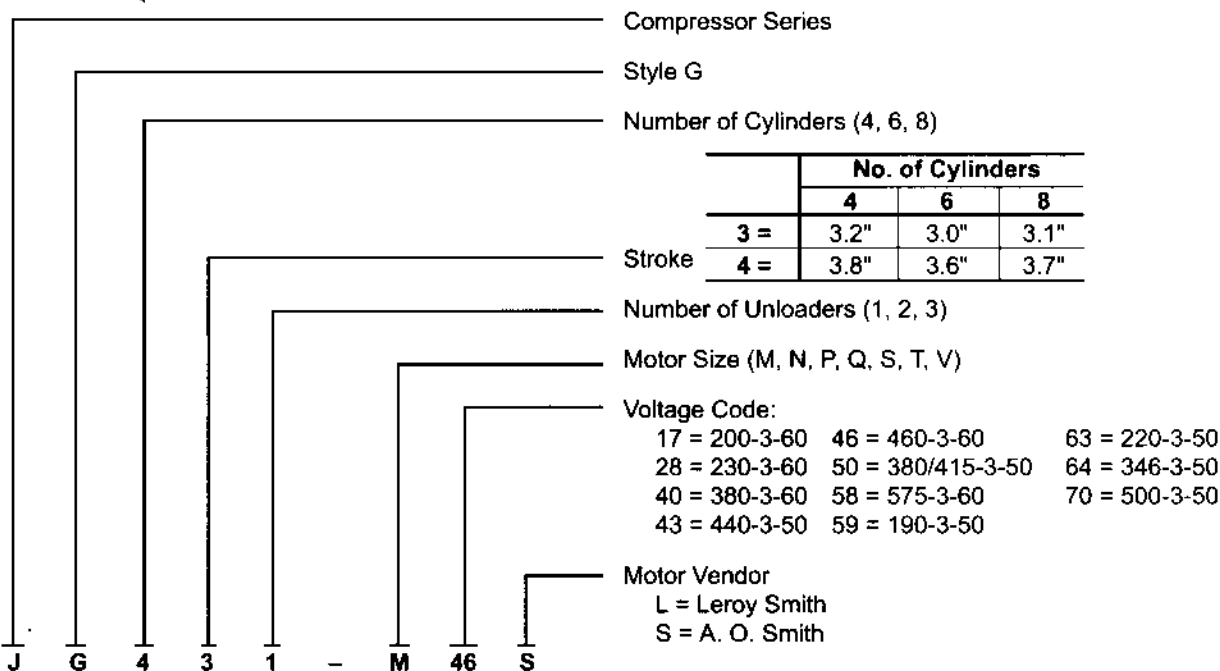 Compressor Series
Style G
Number of Cylinders (4, 6, 8)
No. of Cylinders
4 6 8
3 = 3.2" 3.0" 3.1"
Stroke 4 = 3.8" 3.6" 3.7"
Number of Unloaders (1, 2, 3)
Motor Size (M, N, P, Q, S, T, V)
Voltage Code:
17 = 200-3-60 46 = 460-3-60 63 = 220-3-50
28 = 230-3-60 50 = 380/415-3-50 64 = 346-3-50
40 = 380-3-60 58 = 575-3-60 70 = 500-3-50
43 = 440-3-50 59 = 190-3-50
Motor Vendor
L = Leroy Smith
S = A. O. Smith
J G 4 3 1 – M 46 S